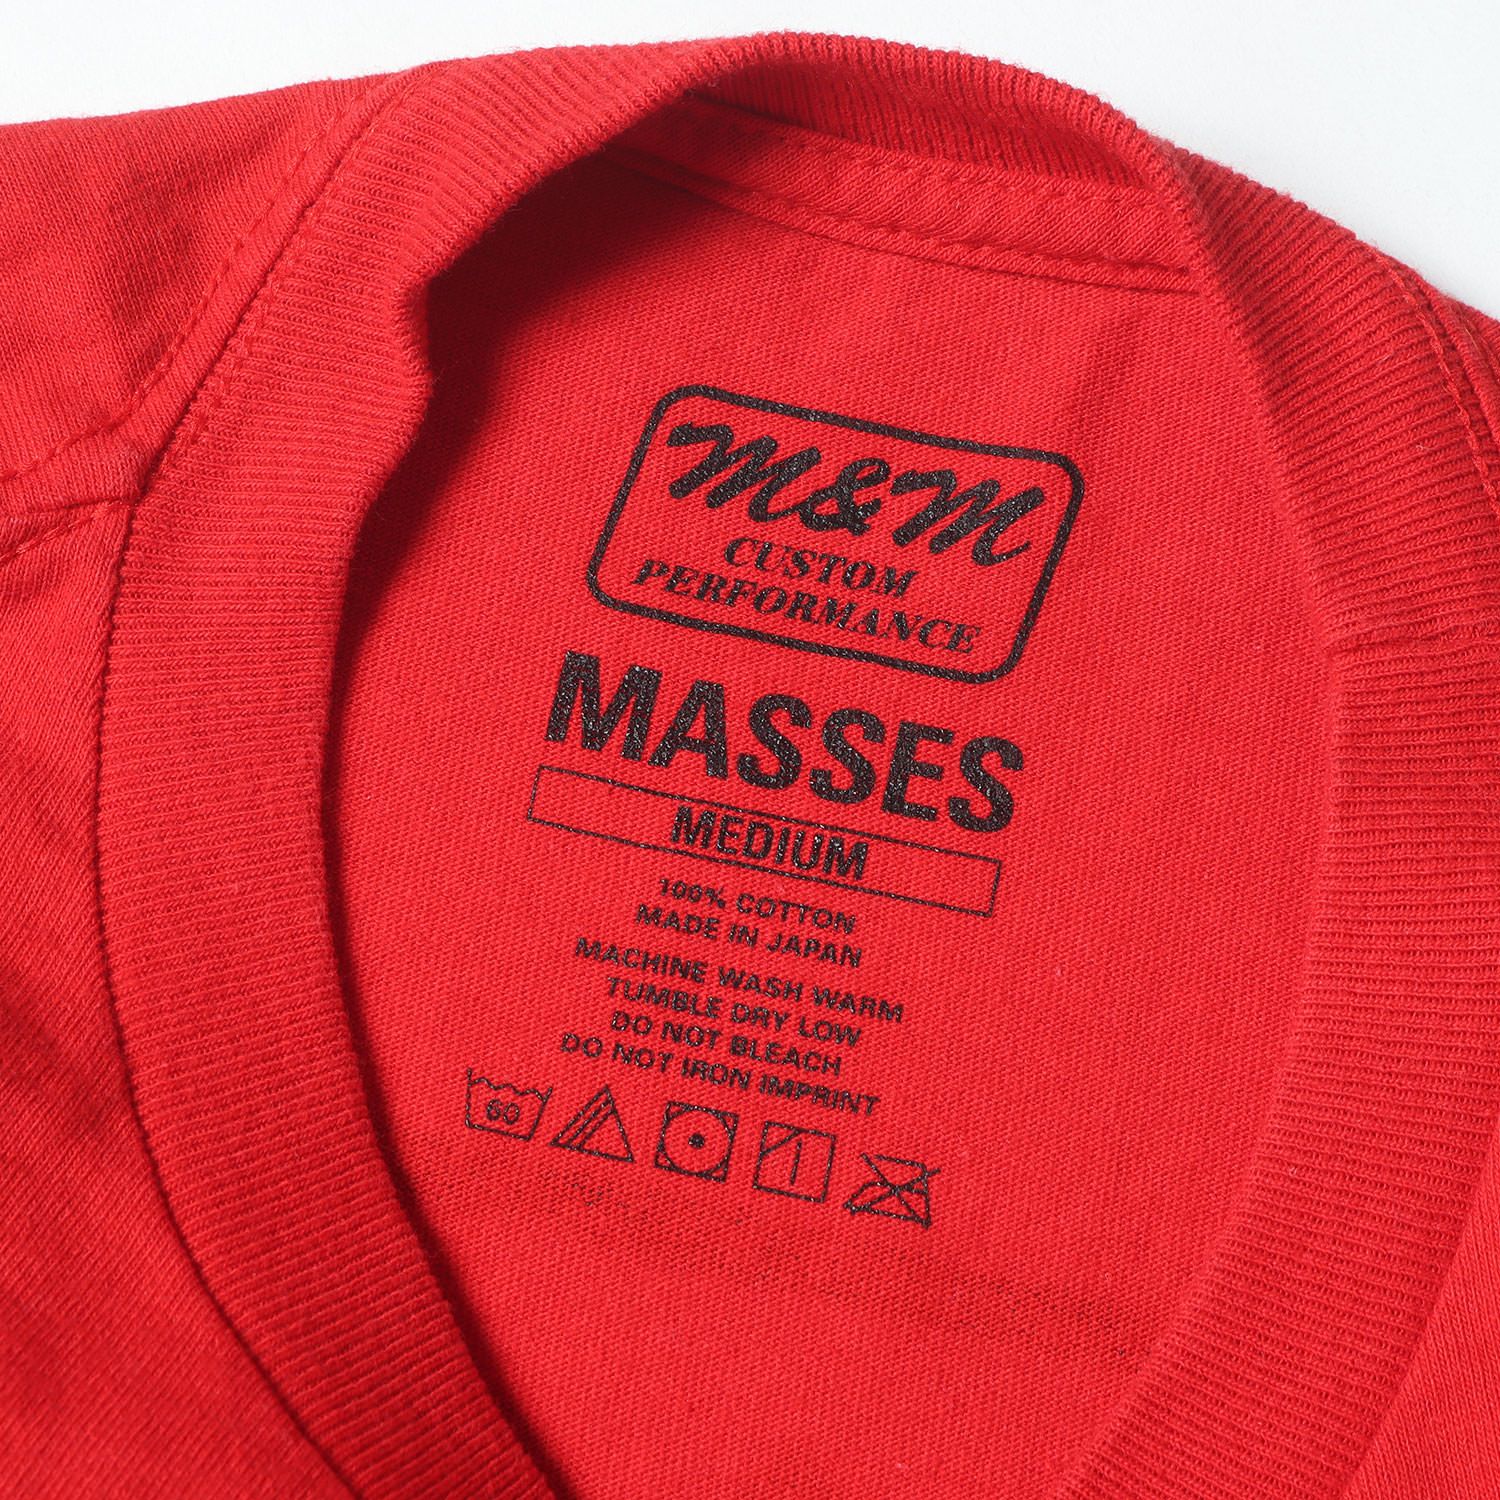 M&M
CUSTOM
PERFORMANCE
MASSES
MEDIUM
100% COTTON
MADE IN JAPAN
MACHINE WASH WARM
TUMBLE DRY LOW
DO NOT BLEACH
DO NOT IRON IMPRINT
60